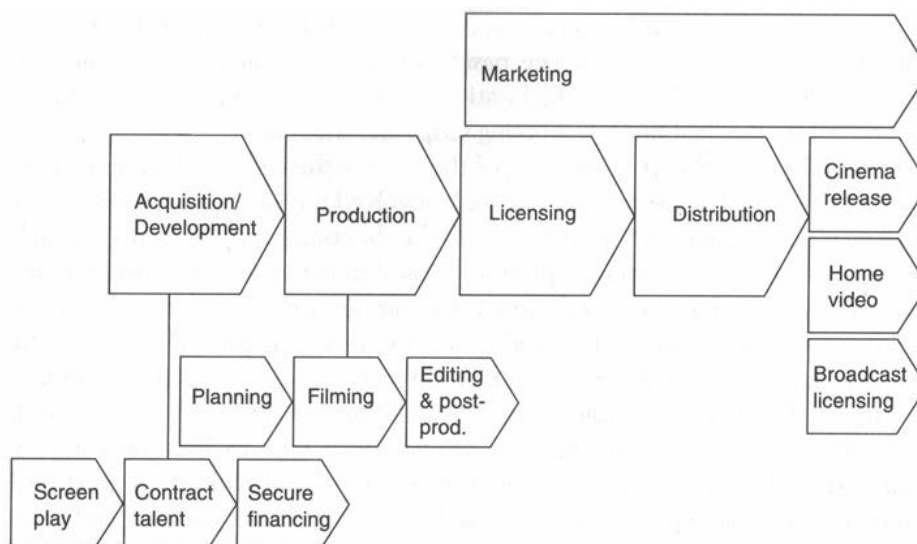 Marketing
Acquisition/
Development
Production
Licensing
Distribution
Cinema
release
Home
video
Broadcast
licensing
Planning
Filming
Editing
& post-
prod.
Screen
play
Contract
talent
Secure
financing